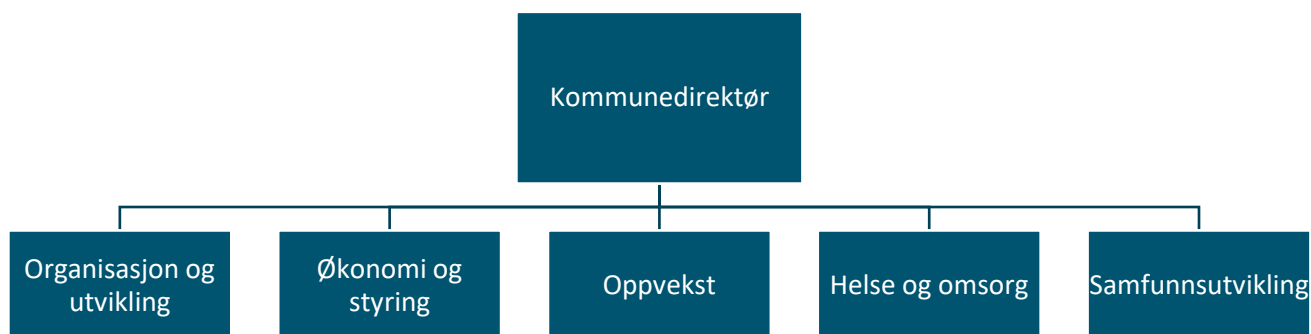 Kommunedirektør
Organisasjon og
utvikling
Økonomi og
styring
Oppvekst
Helse og omsorg
Samfunnsutvikling